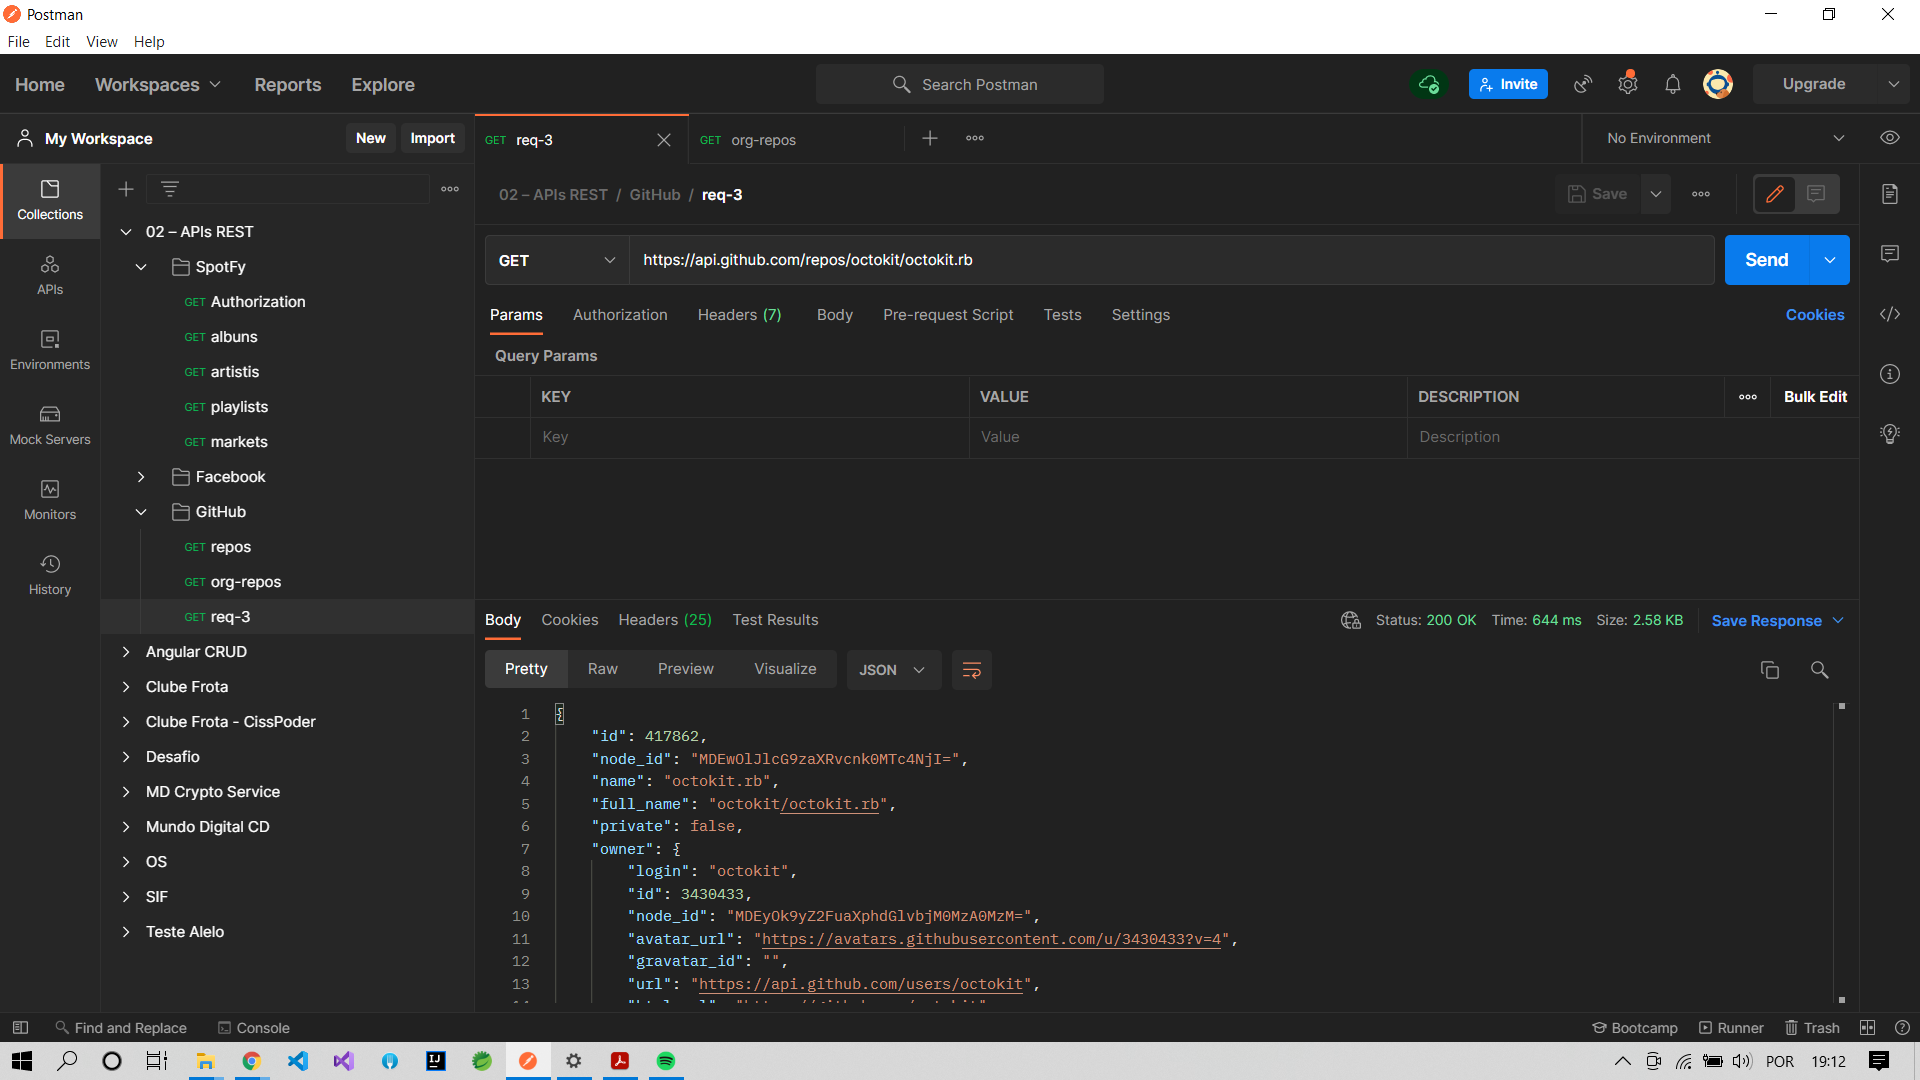 Postman
File Edit View Help
Home Workspaces Reports Explore Search Postman Invite Upgrade
My Workspace New Import GET req-3 GET org-repos No Environment
Collections
APIs
Environments
Mock Servers
Monitors
History
02 – APIs REST
SpotFy
GET Authorization
GET albuns
GET artistis
GET playlists
GET markets
Facebook
GitHub
GET repos
GET org-repos
GET req-3
Angular CRUD
Clube Frota
Clube Frota - CissPoder
Desafio
MD Crypto Service
Mundo Digital CD
OS
SIF
Teste Alelo
02 – APIs REST / GitHub / req-3 Save
GET https://api.github.com/repos/octokit/octokit.rb Send
Params Authorization Headers (7) Body Pre-request Script Tests Settings Cookies
Query Params
KEY VALUE DESCRIPTION Bulk Edit
Key Value Description
Body Cookies Headers (25) Test Results Status: 200 OK Time: 644 ms Size: 2.58 KB Save Response
Pretty Raw Preview Visualize JSON
1 {
2 "id": 417862,
3 "node_id": "MDEwOlJlcG9zaXRvcnk0MTc4NjI=",
4 "name": "octokit.rb",
5 "full_name": "octokit/octokit.rb",
6 "private": false,
7 "owner": {
8 "login": "octokit",
9 "id": 3430433,
10 "node_id": "MDEyOk9yZ2FuaXphdGlvbjM0MzA0MzM=",
11 "avatar_url": "https://avatars.githubusercontent.com/u/3430433?v=4",
12 "gravatar_id": "",
13 "url": "https://api.github.com/users/octokit",
Find and Replace Console Bootcamp Runner Trash
POR 19:12